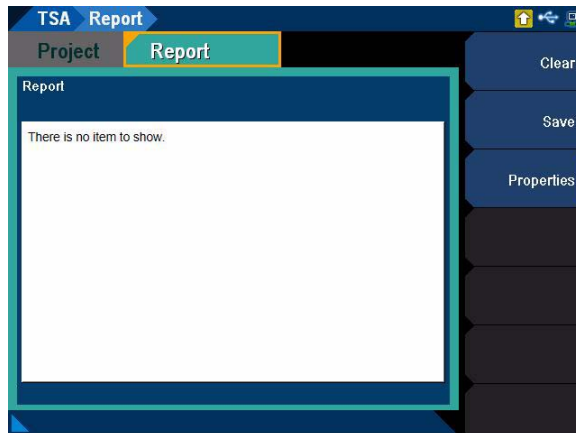 TSA Report
Project Report
Clear
Report
Save
There is no item to show.
Properties